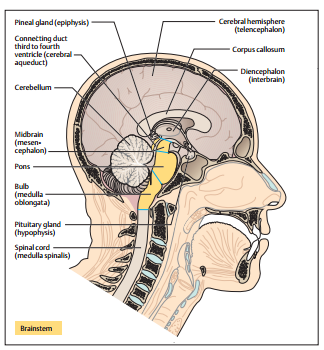 Pineal gland (epiphysis)
Connecting duct
third to fourth
ventricle (cerebral
aqueduct)
Cerebellum
Midbrain
(mesen-
cephalon)
Pons
Bulb
(medulla
oblongata)
Pituitary gland
(hypophysis)
Spinal cord
(medulla spinalis)
Cerebral hemisphere
(telencephalon)
Corpus callosum
Diencephalon
(interbrain)
Brainstem